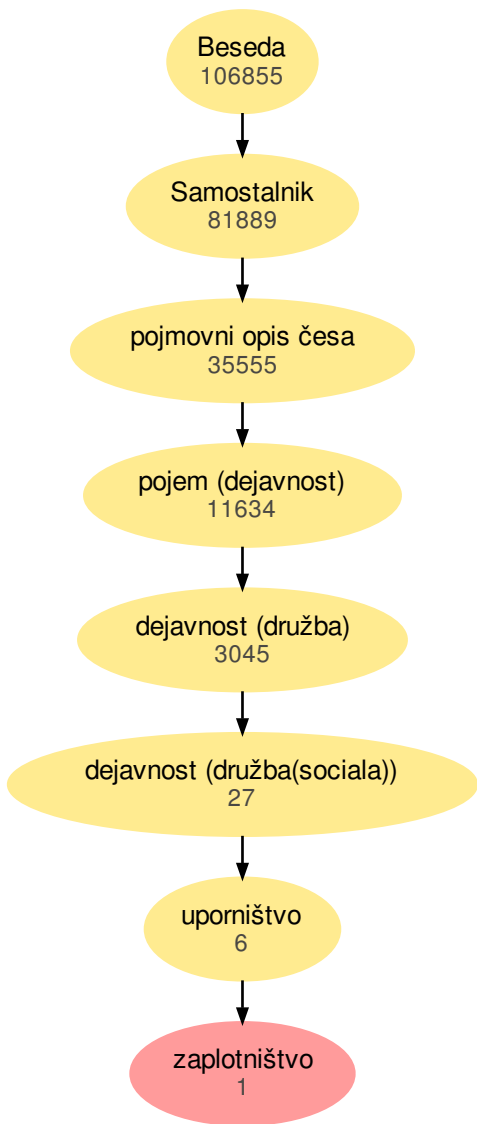 Beseda
106855
Samostalnik
81889
pojmovni opis česa
35555
pojem (dejavnost)
11634
dejavnost (družba)
3045
dejavnost (družba(sociala))
27
uporništvo
6
zaplotništvo
1